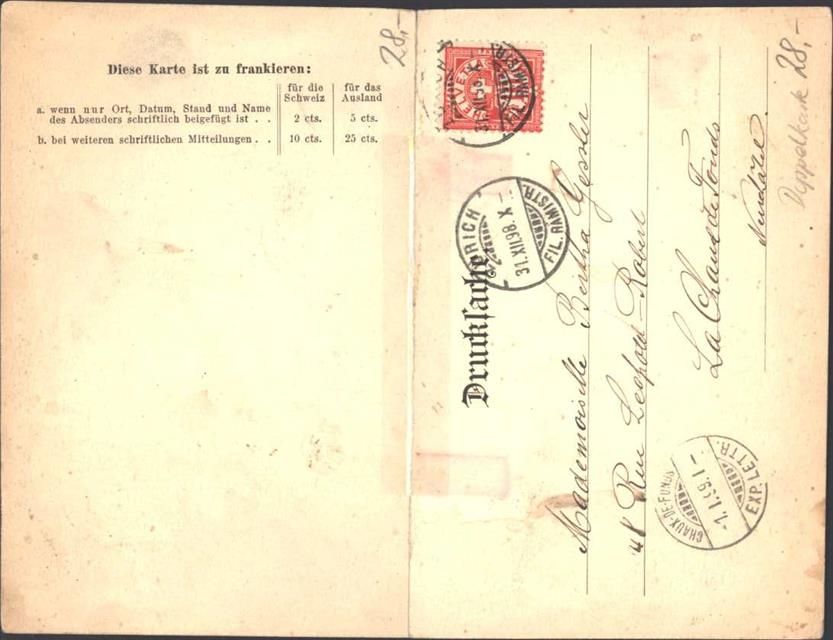 28,-
Diese Karte ist zu frankieren:
für die Schweiz
für das Ausland
a. wenn nur Ort, Datum, Stand und Name
des Absenders schriftlich beigefügt ist . . 2 cts. 5 cts.
b. bei weiteren schriftlichen Mitteilungen . . 10 cts. 25 cts.
HELVETIA
ZÜRICH
31.XII.98.X-
FIL. BAMISTR.
Drucksache
Mademoiselle Bertha Gessler
48 Rue Leopold-Robert
La Chaux de Fonds
CHAUX-DE-FONDS
-1.I.99.I-
EXP. LETTR.
Doppelkarte 28,-